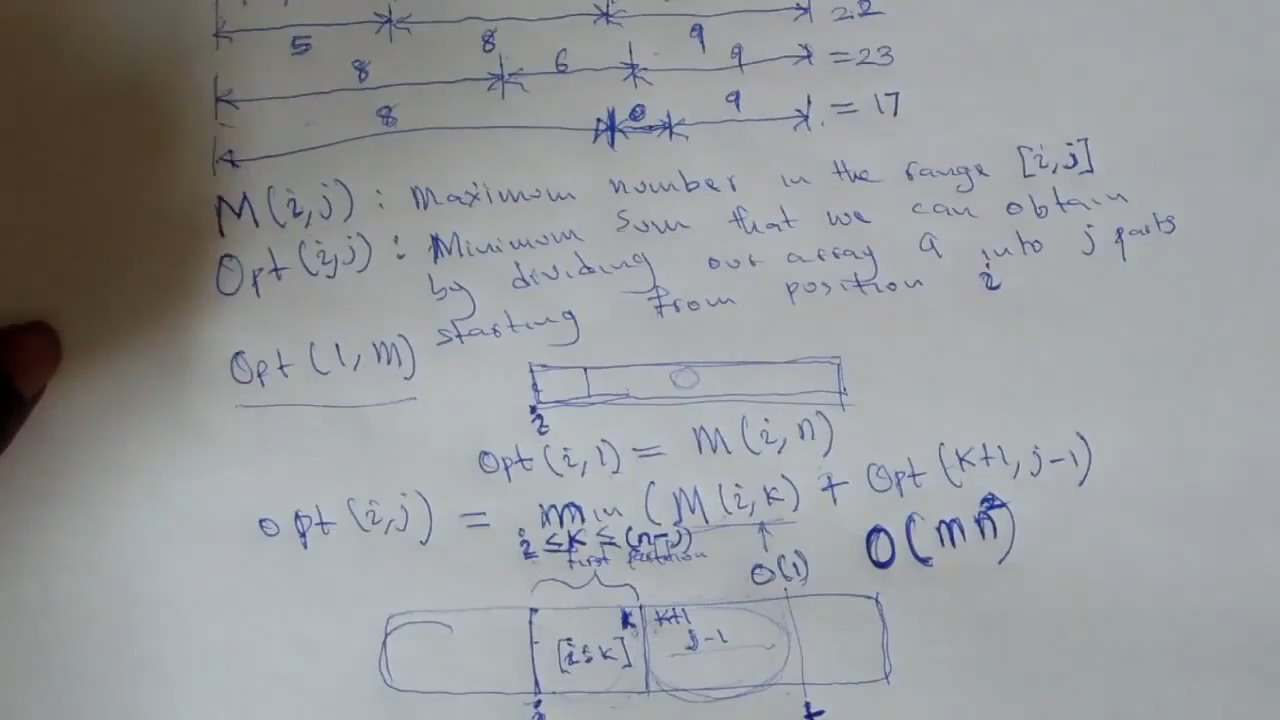 5 8 9 22
8 6 9 = 23
8 0 9 = 17
M(i,j) : Maximum number in the range [i,j]
Opt(i,j) : Minimum sum that we can obtain
by dividing our array a into j parts
starting from position i
Opt(1,m)
i
Opt(i,1) = M(i,n)
opt(i,j) = min (M(i,k) + Opt(k+1, j-1)
i ≤ k ≤ (n-j)
first partition
O(1)
O(mn²)
k k+1
[i,k] j-1
i